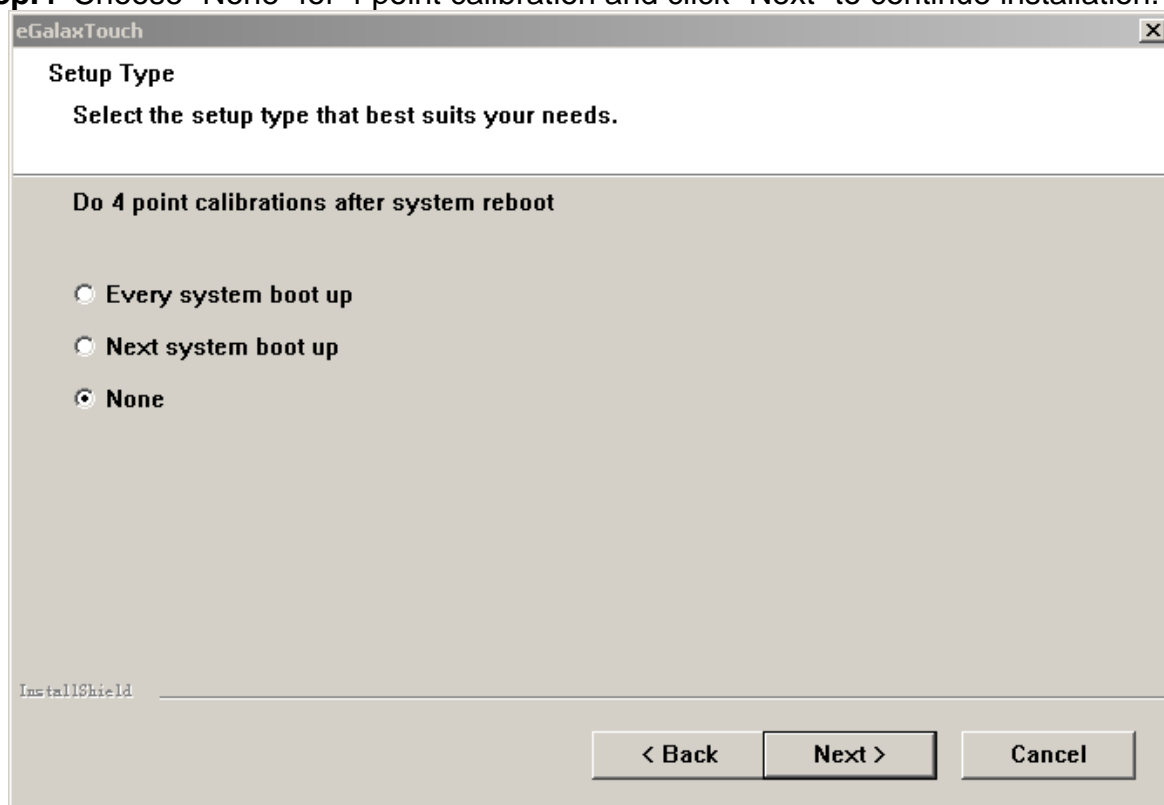 Choose "None" for 4 point calibration and click "Next" to continue installation.
eGalaxTouch
Setup Type
Select the setup type that best suits your needs.
Do 4 point calibrations after system reboot
Every system boot up
Next system boot up
None
InstallShield
< Back Next > Cancel